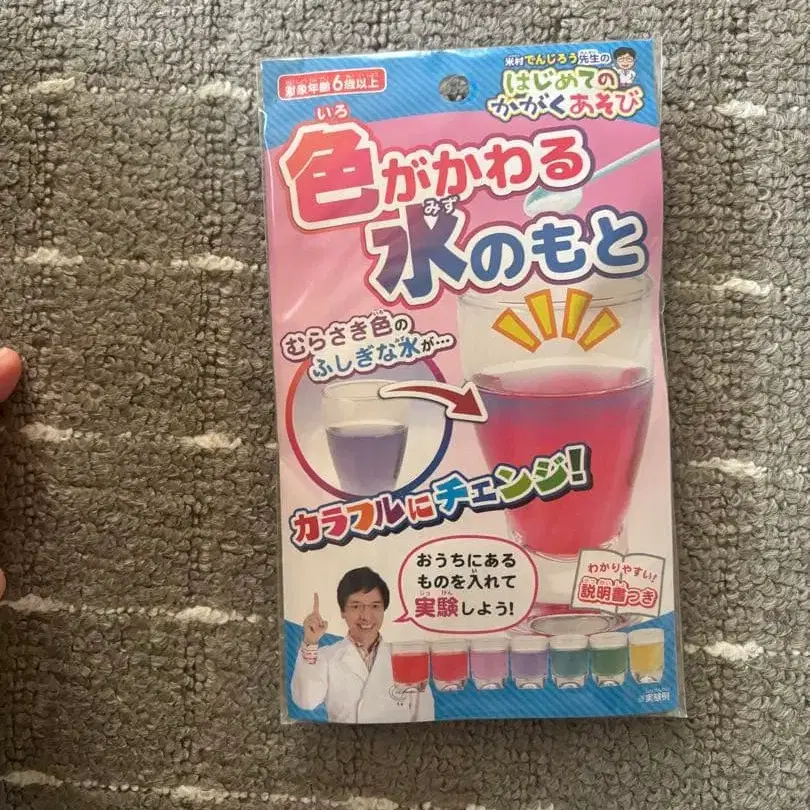 対象年齢6歳以上
米村でんじろう先生の
はじめての
かがくあそび
いろ
色がかわる
みず
水のもと
むらさき色の
ふしぎな水が…
カラフルにチェンジ!
おうちにある
ものを入れて
実験しよう!
わかりやすい!
説明書つき
※実験例